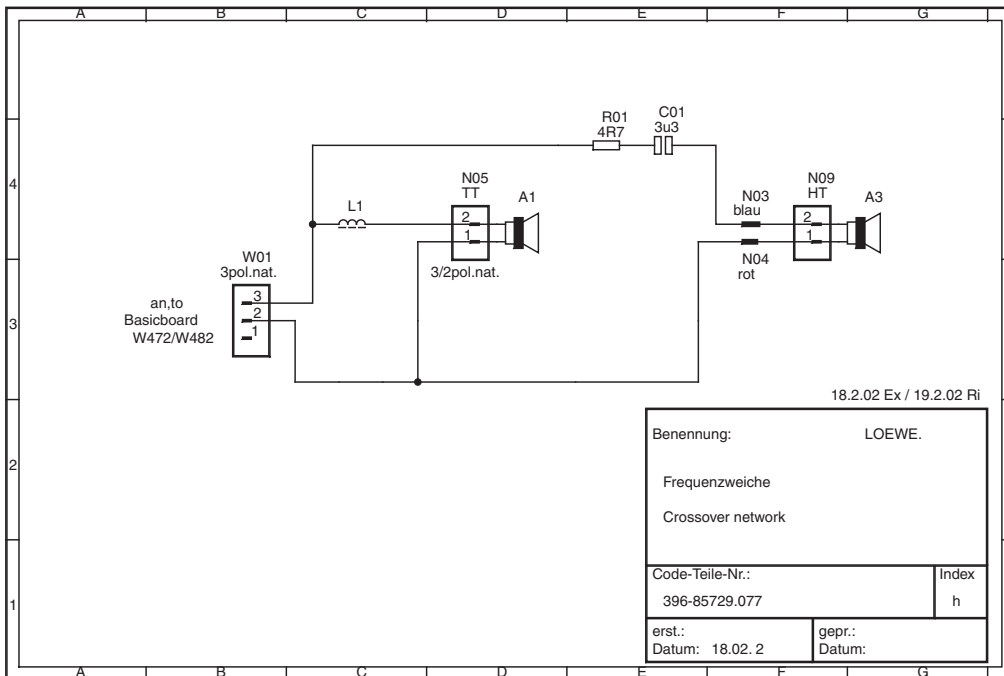 A B C D E F G
R01
4R7
C01
3u3
4
N05
TT
A1
N03
blau
N09
HT
A3
L1
2
1
2
1
W01
3pol.nat.
3/2pol.nat.
N04
rot
an,to
Basicboard
W472/W482
3
2
1
3
18.2.02 Ex / 19.2.02 Ri
Benennung: LOEWE.
2
Frequenzweiche
Crossover network
Code-Teile-Nr.: Index
396-85729.077 h
1
erst.: gepr.:
Datum: 18.02. 2 Datum:
A B C D E F G